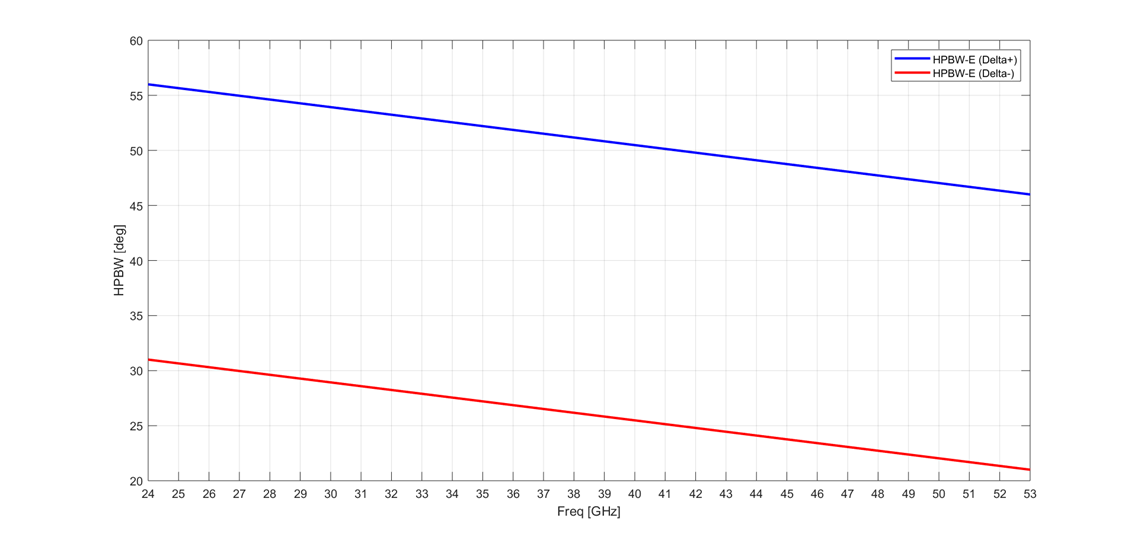 60
55
50
45
40
35
30
25
20
HPBW [deg]
HPBW-E (Delta+)
HPBW-E (Delta-)
24 25 26 27 28 29 30 31 32 33 34 35 36 37 38 39 40 41 42 43 44 45 46 47 48 49 50 51 52 53
Freq [GHz]